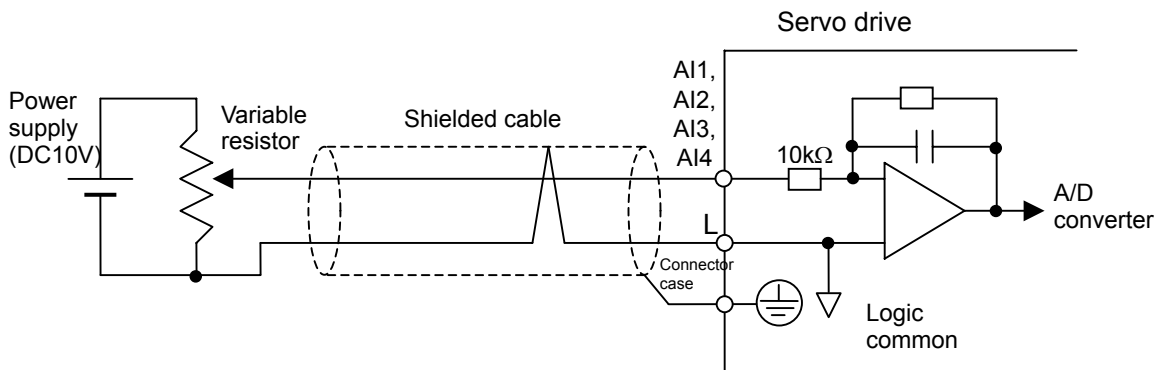 Servo drive
AI1,
AI2,
AI3,
AI4
Power
supply
(DC10V)
Variable
resistor
Shielded cable
10kΩ
A/D
converter
L
Connector
case
Logic
common